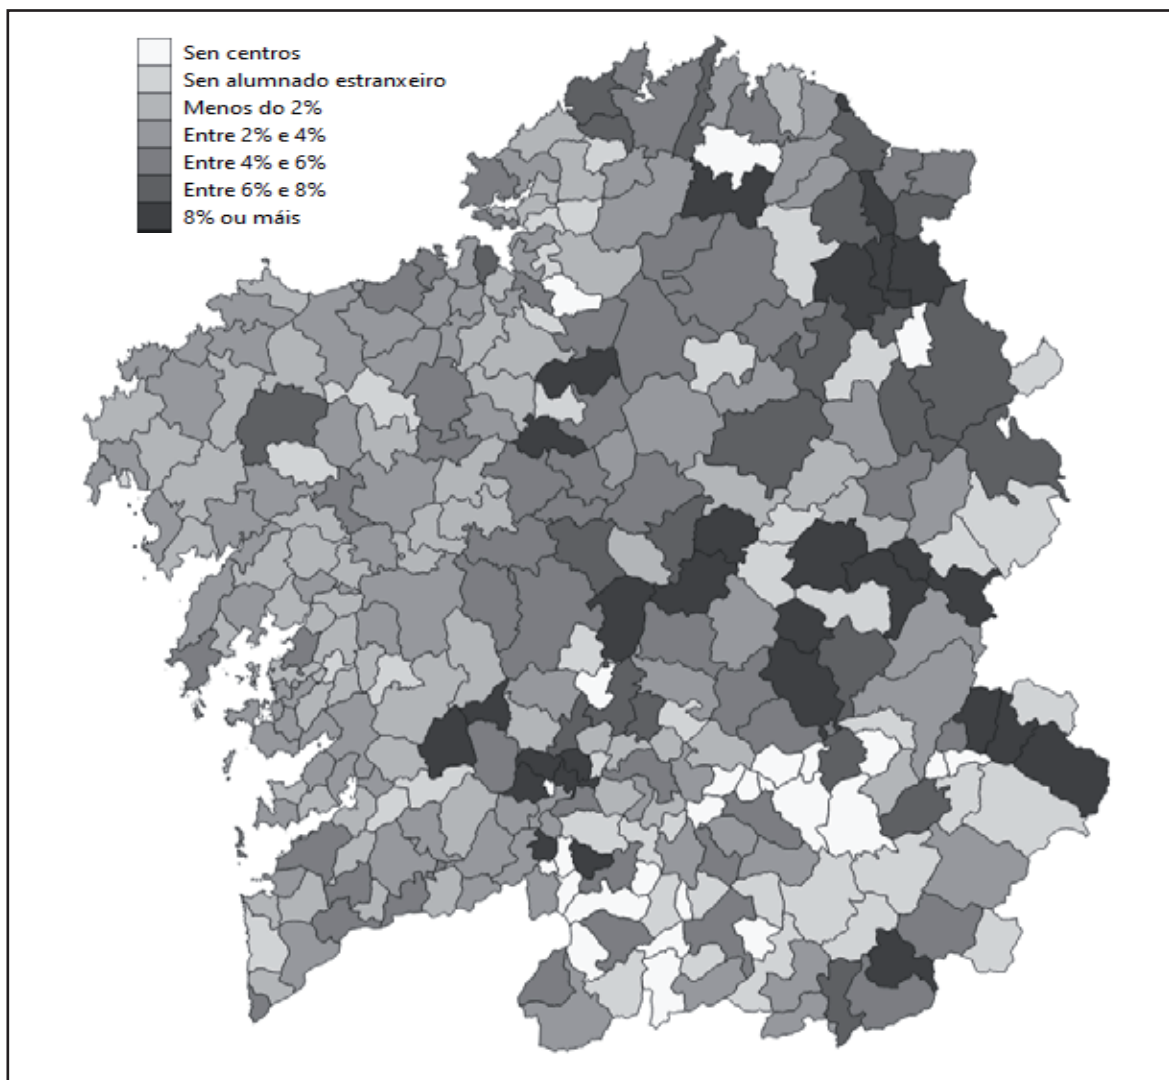 Sen centros
Sen alumnado estranxeiro
Menos do 2%
Entre 2% e 4%
Entre 4% e 6%
Entre 6% e 8%
8% ou máis